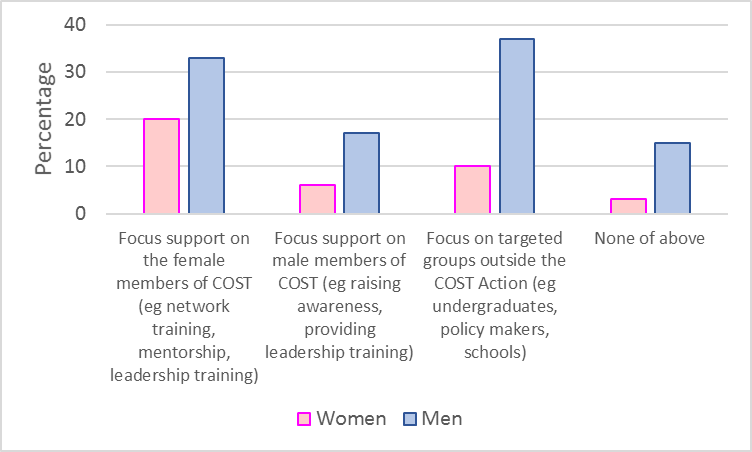 40
30
20
10
0
Percentage
Focus support on
the female
members of COST
(eg network
training,
mentorship,
leadership training)
Focus support on
male members of
COST (eg raising
awareness,
providing
leadership training)
Focus on targeted
groups outside the
COST Action (eg
undergraduates,
policy makers,
schools)
None of above
Women Men